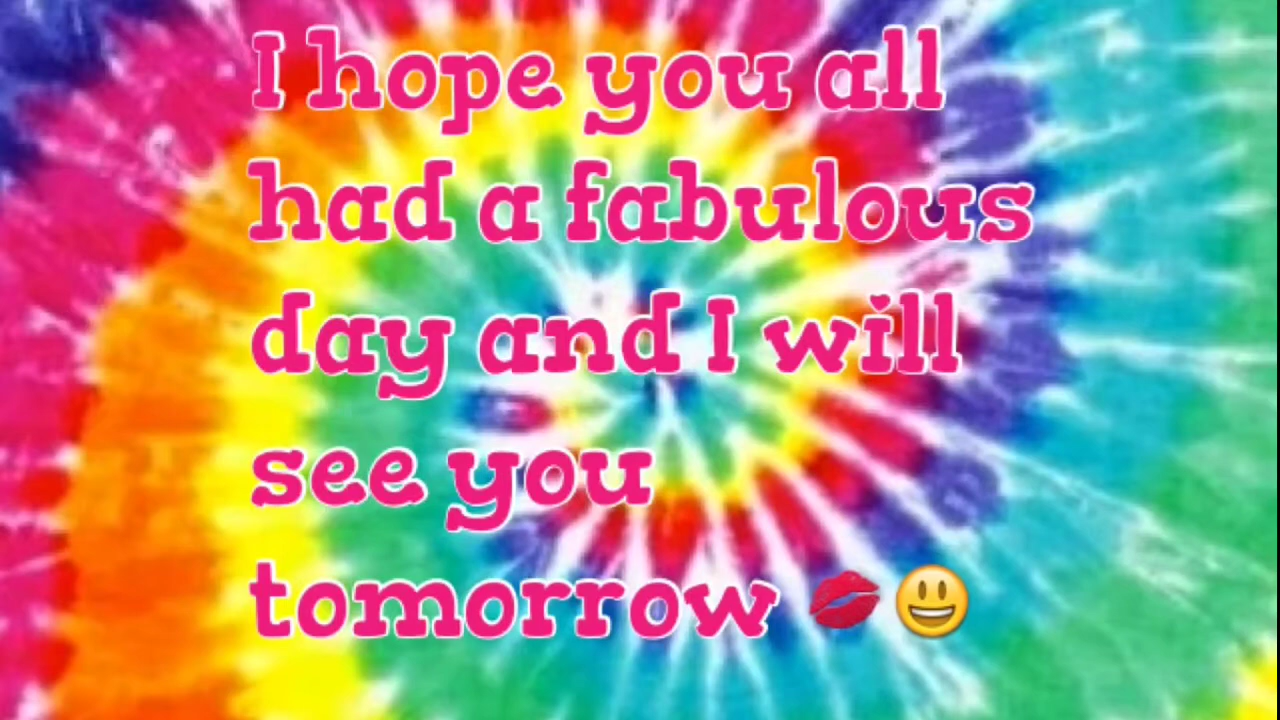 I hope you all
had a fabulous
day and I will
see you
tomorrow 💋😃